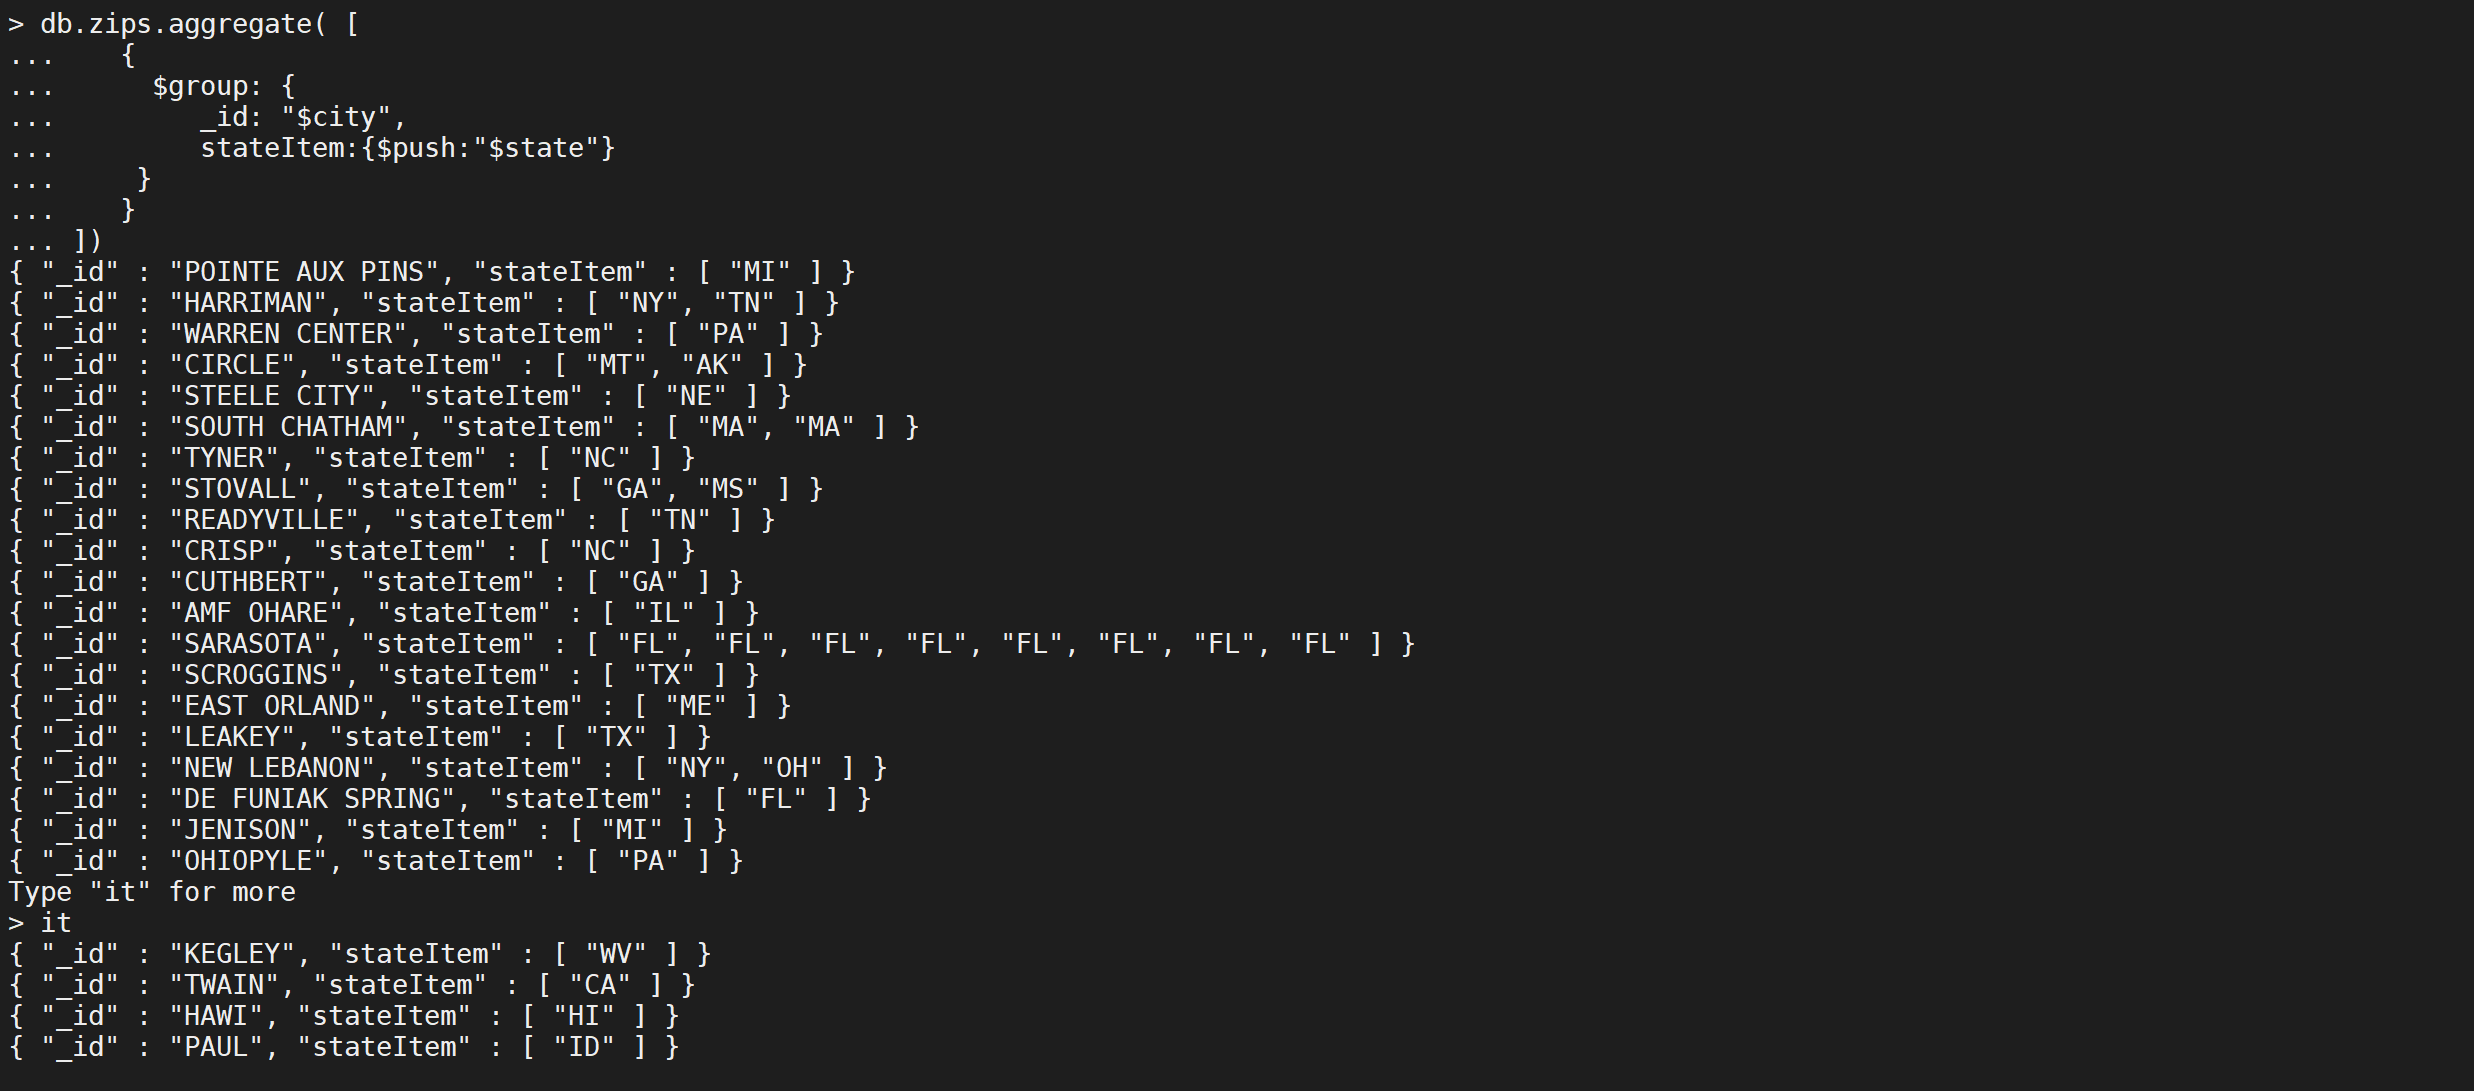 > db.zips.aggregate( [
...    {
...      $group: {
...         _id: "$city",
...         stateItem:{$push:"$state"}
...     }
...    }
... ])
{ "_id" : "POINTE AUX PINS", "stateItem" : [ "MI" ] }
{ "_id" : "HARRIMAN", "stateItem" : [ "NY", "TN" ] }
{ "_id" : "WARREN CENTER", "stateItem" : [ "PA" ] }
{ "_id" : "CIRCLE", "stateItem" : [ "MT", "AK" ] }
{ "_id" : "STEELE CITY", "stateItem" : [ "NE" ] }
{ "_id" : "SOUTH CHATHAM", "stateItem" : [ "MA", "MA" ] }
{ "_id" : "TYNER", "stateItem" : [ "NC" ] }
{ "_id" : "STOVALL", "stateItem" : [ "GA", "MS" ] }
{ "_id" : "READYVILLE", "stateItem" : [ "TN" ] }
{ "_id" : "CRISP", "stateItem" : [ "NC" ] }
{ "_id" : "CUTHBERT", "stateItem" : [ "GA" ] }
{ "_id" : "AMF OHARE", "stateItem" : [ "IL" ] }
{ "_id" : "SARASOTA", "stateItem" : [ "FL", "FL", "FL", "FL", "FL", "FL", "FL", "FL" ] }
{ "_id" : "SCROGGINS", "stateItem" : [ "TX" ] }
{ "_id" : "EAST ORLAND", "stateItem" : [ "ME" ] }
{ "_id" : "LEAKEY", "stateItem" : [ "TX" ] }
{ "_id" : "NEW LEBANON", "stateItem" : [ "NY", "OH" ] }
{ "_id" : "DE FUNIAK SPRING", "stateItem" : [ "FL" ] }
{ "_id" : "JENISON", "stateItem" : [ "MI" ] }
{ "_id" : "OHIOPYLE", "stateItem" : [ "PA" ] }
Type "it" for more
> it
{ "_id" : "KEGLEY", "stateItem" : [ "WV" ] }
{ "_id" : "TWAIN", "stateItem" : [ "CA" ] }
{ "_id" : "HAWI", "stateItem" : [ "HI" ] }
{ "_id" : "PAUL", "stateItem" : [ "ID" ] }